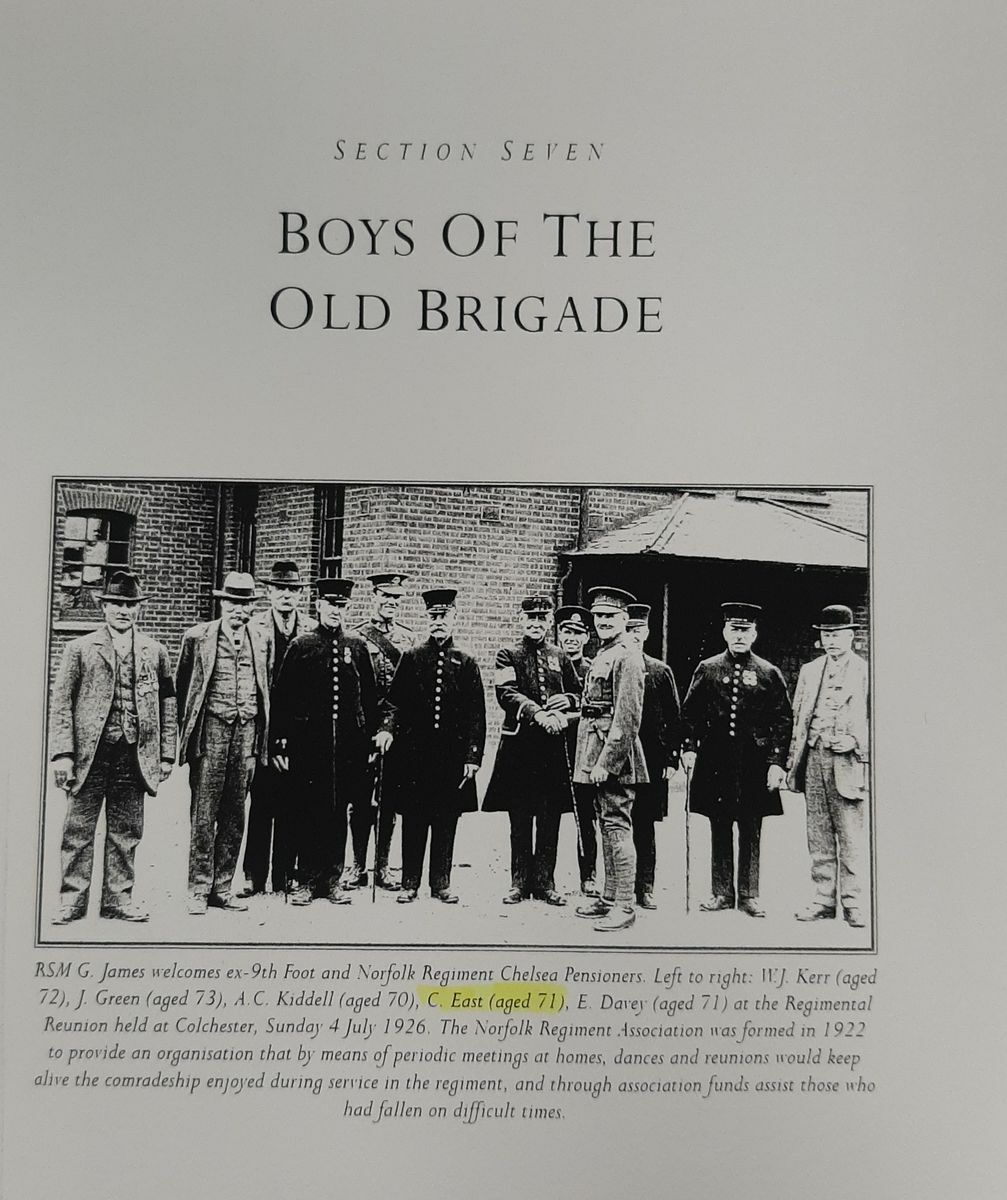 SECTION SEVEN
BOYS OF THE
OLD BRIGADE
RSM G. James welcomes ex-9th Foot and Norfolk Regiment Chelsea Pensioners. Left to right: W.J. Kerr (aged
72), J. Green (aged 73), A.C. Kiddell (aged 70), C. East (aged 71), E. Davey (aged 71) at the Regimental
Reunion held at Colchester, Sunday 4 July 1926. The Norfolk Regiment Association was formed in 1922
to provide an organisation that by means of periodic meetings at homes, dances and reunions would keep
alive the comradeship enjoyed during service in the regiment, and through association funds assist those who
had fallen on difficult times.